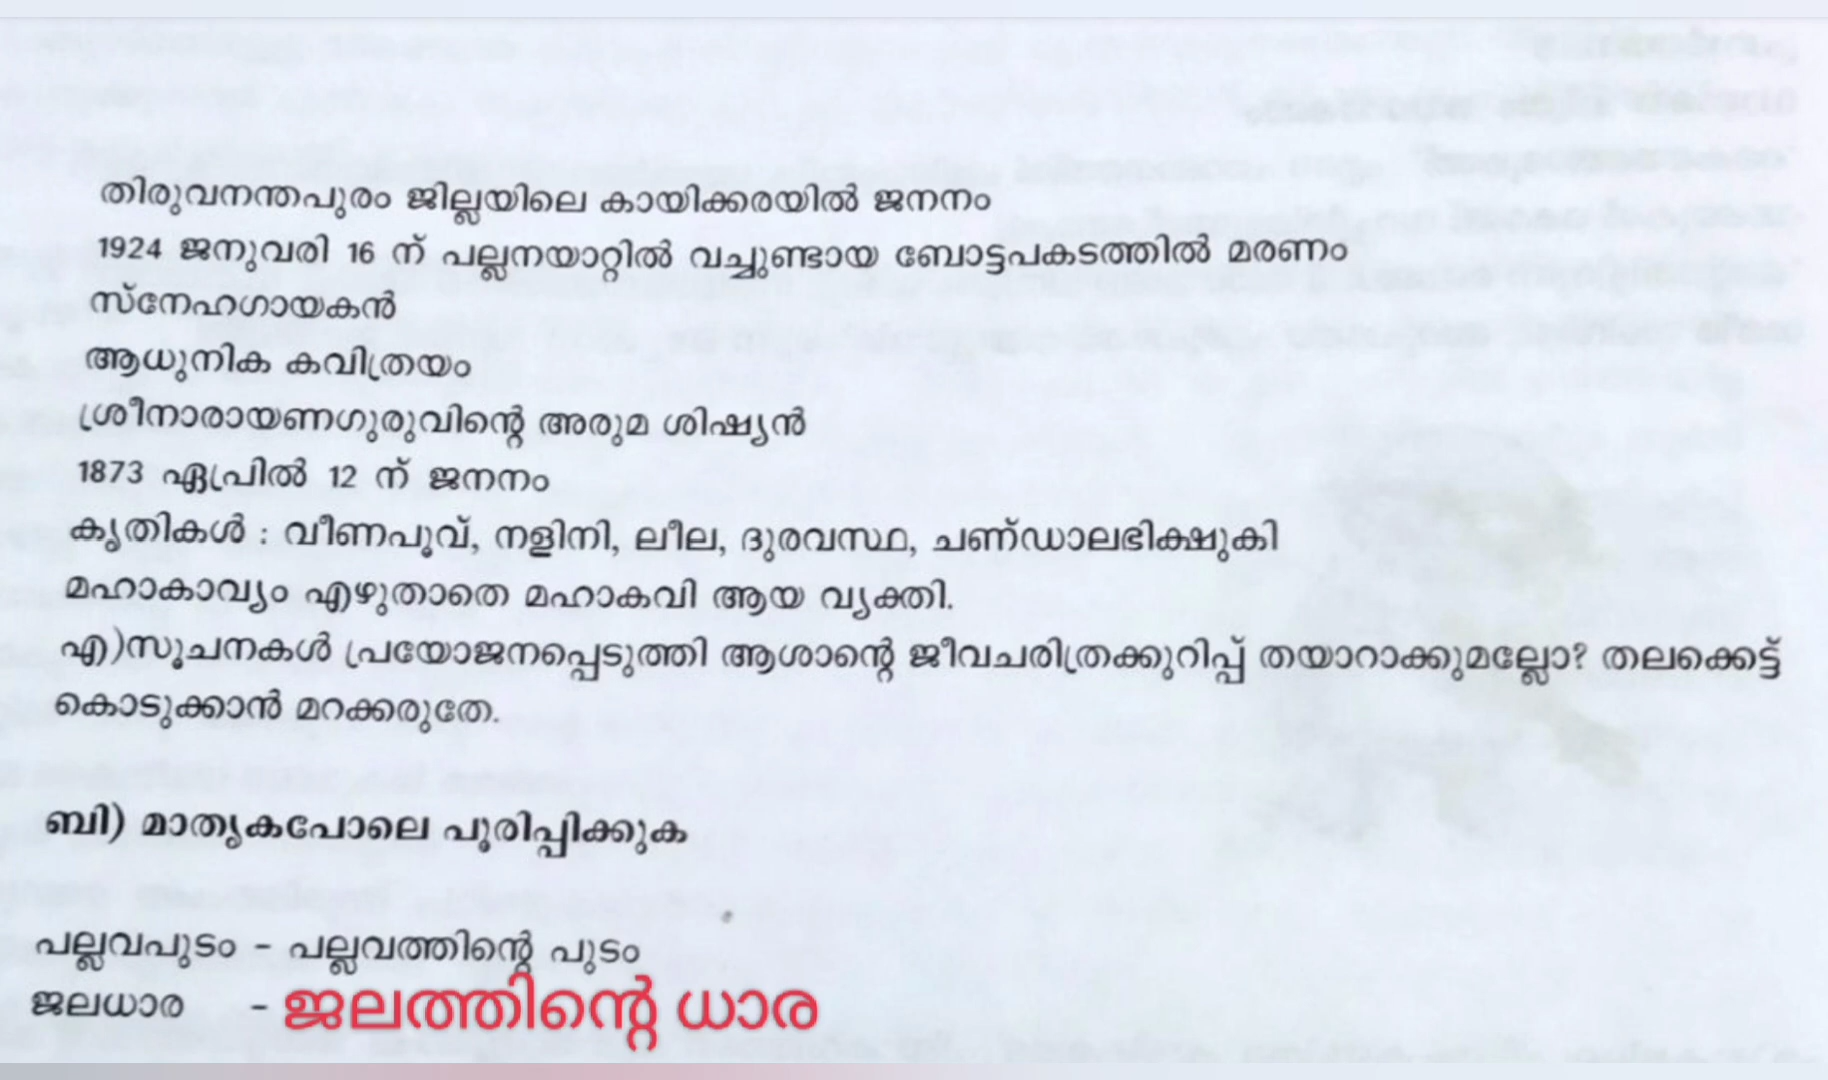 തിരുവനന്തപുരം ജില്ലയിലെ കായിക്കരയിൽ ജനനം
1924 ജനുവരി 16 ന് പല്ലനയാറ്റിൽ വച്ചുണ്ടായ ബോട്ടപകടത്തിൽ മരണം
സ്നേഹഗായകൻ
ആധുനിക കവിത്രയം
ശ്രീനാരായണഗുരുവിന്റെ അരുമ ശിഷ്യൻ
1873 ഏപ്രിൽ 12 ന് ജനനം
കൃതികൾ : വീണപൂവ്, നളിനി, ലീല, ദുരവസ്ഥ, ചണ്ഡാലഭിക്ഷുകി
മഹാകാവ്യം എഴുതാതെ മഹാകവി ആയ വ്യക്തി.
എ)സൂചനകൾ പ്രയോജനപ്പെടുത്തി ആശാന്റെ ജീവചരിത്രക്കുറിപ്പ് തയാറാക്കുമല്ലോ? തലക്കെട്ട്
കൊടുക്കാൻ മറക്കരുതേ.
ബി) മാതൃകപോലെ പൂരിപ്പിക്കുക
പല്ലവപുടം - പല്ലവത്തിന്റെ പുടം
ജലധാര - ജലത്തിന്റെ ധാര